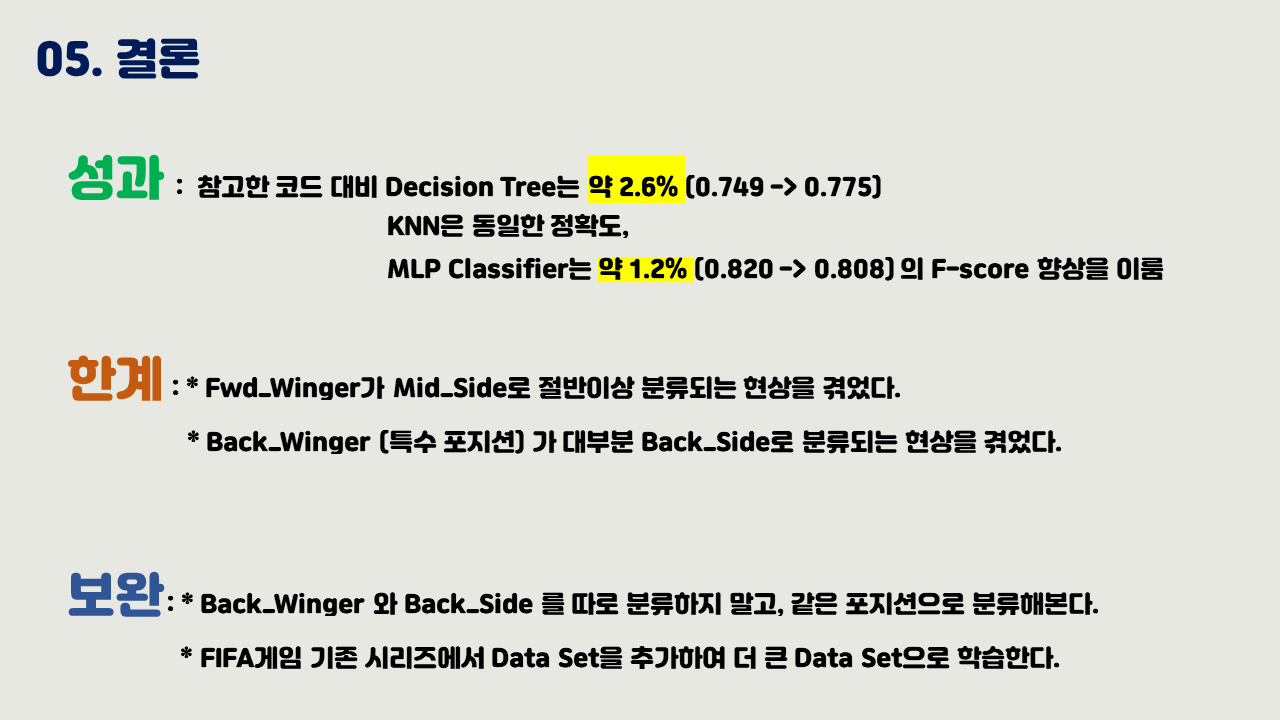 05. 결론
성과 : 참고한 코드 대비 Decision Tree는 약 2.6% (0.749 -> 0.775)
KNN은 동일한 정확도,
MLP Classifier는 약 1.2% (0.820 -> 0.808) 의 F-score 향상을 이룸
한계 : * Fwd_Winger가 Mid_Side로 절반이상 분류되는 현상을 겪었다.
* Back_Winger (특수 포지션) 가 대부분 Back_Side로 분류되는 현상을 겪었다.
보완 : * Back_Winger 와 Back_Side 를 따로 분류하지 말고, 같은 포지션으로 분류해본다.
* FIFA게임 기존 시리즈에서 Data Set을 추가하여 더 큰 Data Set으로 학습한다.